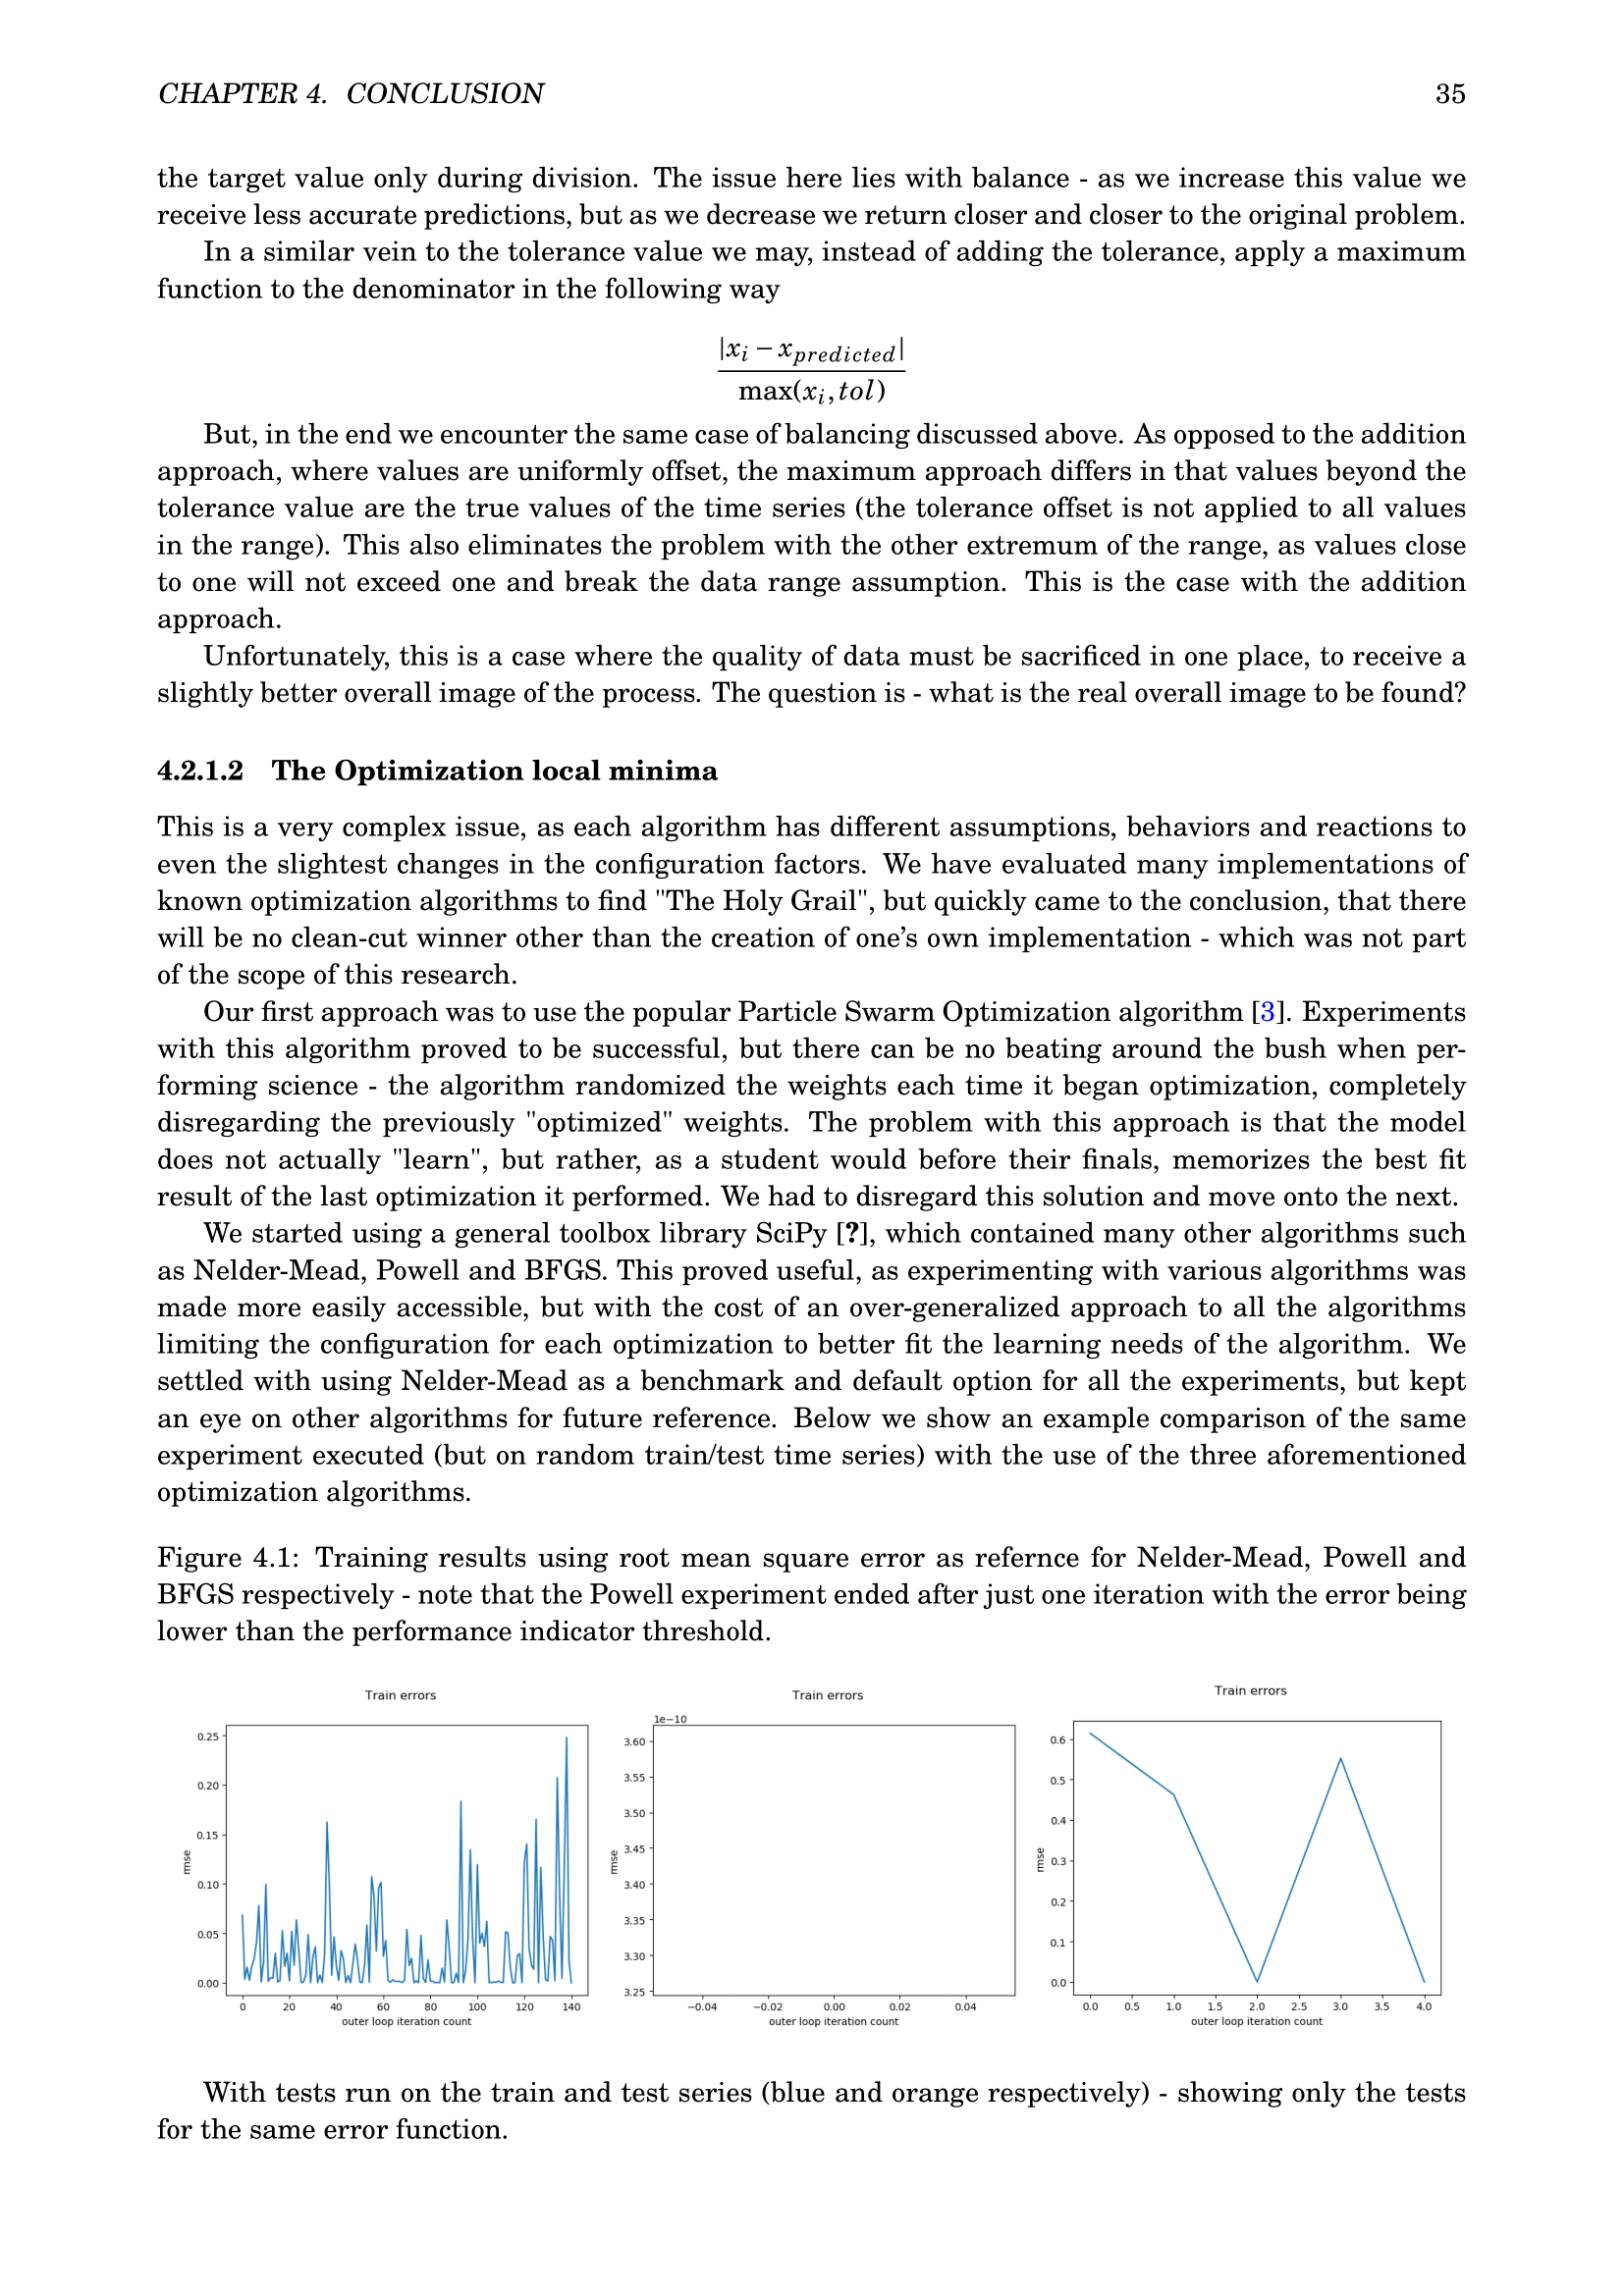 CHAPTER 4. CONCLUSION 35
the target value only during division. The issue here lies with balance - as we increase this value we
receive less accurate predictions, but as we decrease we return closer and closer to the original problem.
In a similar vein to the tolerance value we may, instead of adding the tolerance, apply a maximum
function to the denominator in the following way
|x_i − x_predicted|
max(x_i, tol)
But, in the end we encounter the same case of balancing discussed above. As opposed to the addition
approach, where values are uniformly offset, the maximum approach differs in that values beyond the
tolerance value are the true values of the time series (the tolerance offset is not applied to all values
in the range). This also eliminates the problem with the other extremum of the range, as values close
to one will not exceed one and break the data range assumption. This is the case with the addition
approach.
Unfortunately, this is a case where the quality of data must be sacrificed in one place, to receive a
slightly better overall image of the process. The question is - what is the real overall image to be found?
4.2.1.2 The Optimization local minima
This is a very complex issue, as each algorithm has different assumptions, behaviors and reactions to
even the slightest changes in the configuration factors. We have evaluated many implementations of
known optimization algorithms to find "The Holy Grail", but quickly came to the conclusion, that there
will be no clean-cut winner other than the creation of one's own implementation - which was not part
of the scope of this research.
Our first approach was to use the popular Particle Swarm Optimization algorithm [3]. Experiments
with this algorithm proved to be successful, but there can be no beating around the bush when per-
forming science - the algorithm randomized the weights each time it began optimization, completely
disregarding the previously "optimized" weights. The problem with this approach is that the model
does not actually "learn", but rather, as a student would before their finals, memorizes the best fit
result of the last optimization it performed. We had to disregard this solution and move onto the next.
We started using a general toolbox library SciPy [?], which contained many other algorithms such
as Nelder-Mead, Powell and BFGS. This proved useful, as experimenting with various algorithms was
made more easily accessible, but with the cost of an over-generalized approach to all the algorithms
limiting the configuration for each optimization to better fit the learning needs of the algorithm. We
settled with using Nelder-Mead as a benchmark and default option for all the experiments, but kept
an eye on other algorithms for future reference. Below we show an example comparison of the same
experiment executed (but on random train/test time series) with the use of the three aforementioned
optimization algorithms.
Figure 4.1: Training results using root mean square error as refernce for Nelder-Mead, Powell and
BFGS respectively - note that the Powell experiment ended after just one iteration with the error being
lower than the performance indicator threshold.
Train errors
0.25
0.20
0.15
0.10
0.05
0.00
rmse
0 20 40 60 80 100 120 140
outer loop iteration count
Train errors
1e−10
3.60
3.55
3.50
3.45
3.40
3.35
3.30
3.25
rmse
−0.04 −0.02 0.00 0.02 0.04
outer loop iteration count
Train errors
0.6
0.5
0.4
0.3
0.2
0.1
0.0
rmse
0.0 0.5 1.0 1.5 2.0 2.5 3.0 3.5 4.0
outer loop iteration count
With tests run on the train and test series (blue and orange respectively) - showing only the tests
for the same error function.